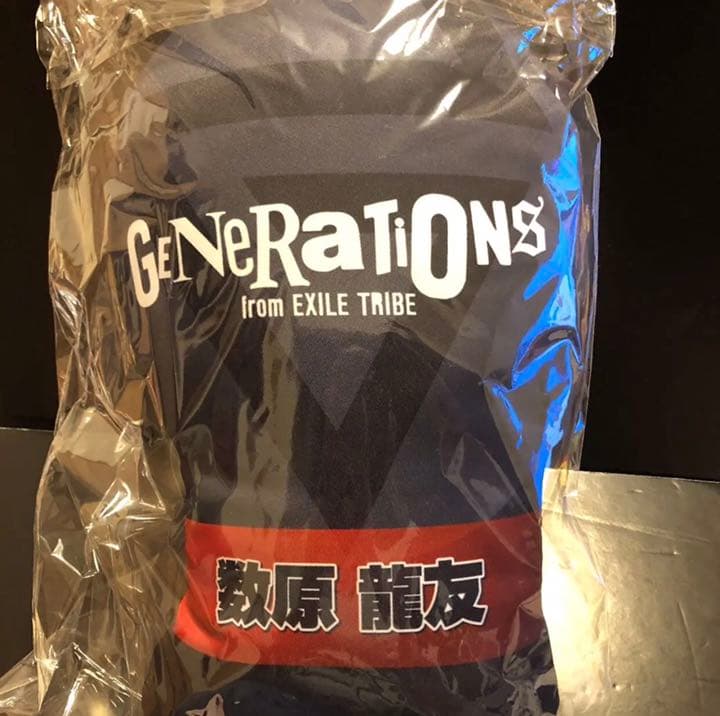 GENERATIONS
from EXILE TRIBE
数原 龍友